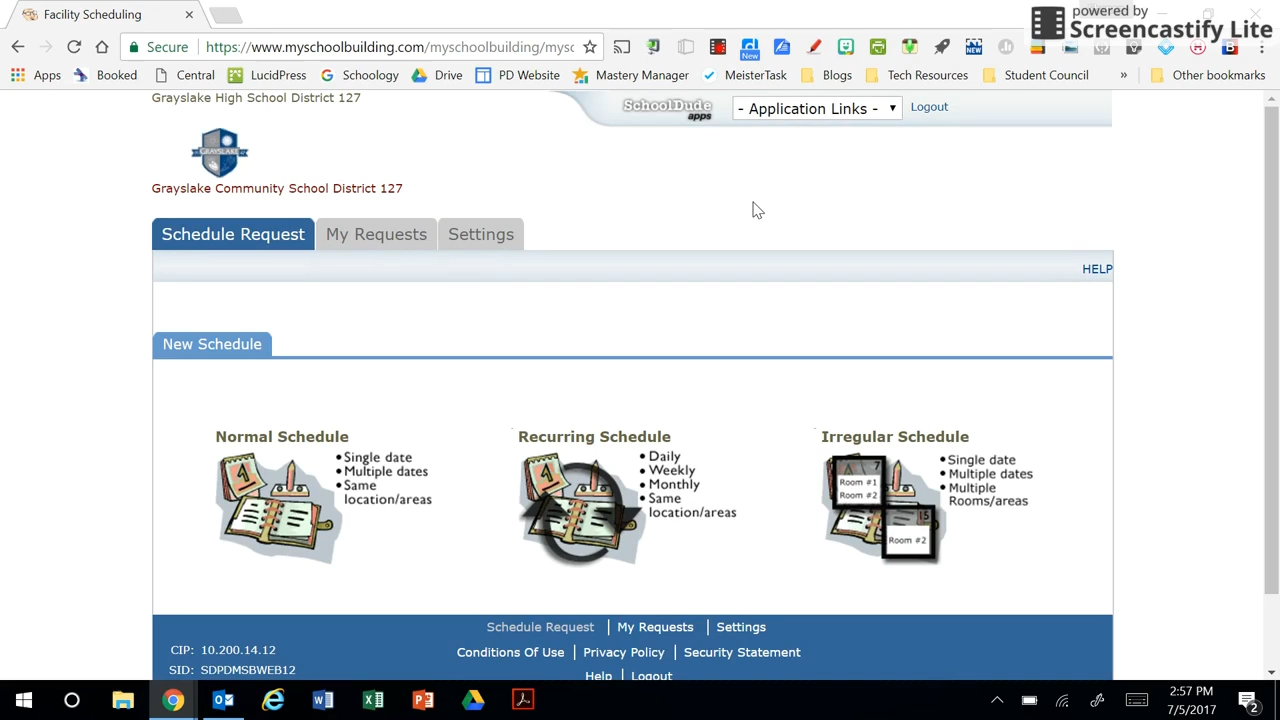 Facility Scheduling
powered by
Screencastify Lite
Secure
https://www.myschoolbuilding.com
Apps
Booked
Central
LucidPress
Schoology
Drive
PD Website
Mastery Manager
MeisterTask
Blogs
Tech Resources
Student Council
»
Other bookmarks
Grayslake High School District 127
SchoolDude
apps
- Application Links -
Logout
GRAYSLAKE
Grayslake Community School District 127
Schedule Request
My Requests
Settings
HELP
New Schedule
Normal Schedule
• Single date
• Multiple dates
• Same
location/areas
Recurring Schedule
• Daily
• Weekly
• Monthly
• Same
location/areas
Irregular Schedule
7
Room #1
Room #2
15
Room #2
• Single date
• Multiple dates
• Multiple
Rooms/areas
Schedule Request | My Requests | Settings
Conditions Of Use | Privacy Policy | Security Statement
Help | Logout
CIP: 10.200.14.12
SID: SDPDMSBWEB12
2:57 PM
7/5/2017
2